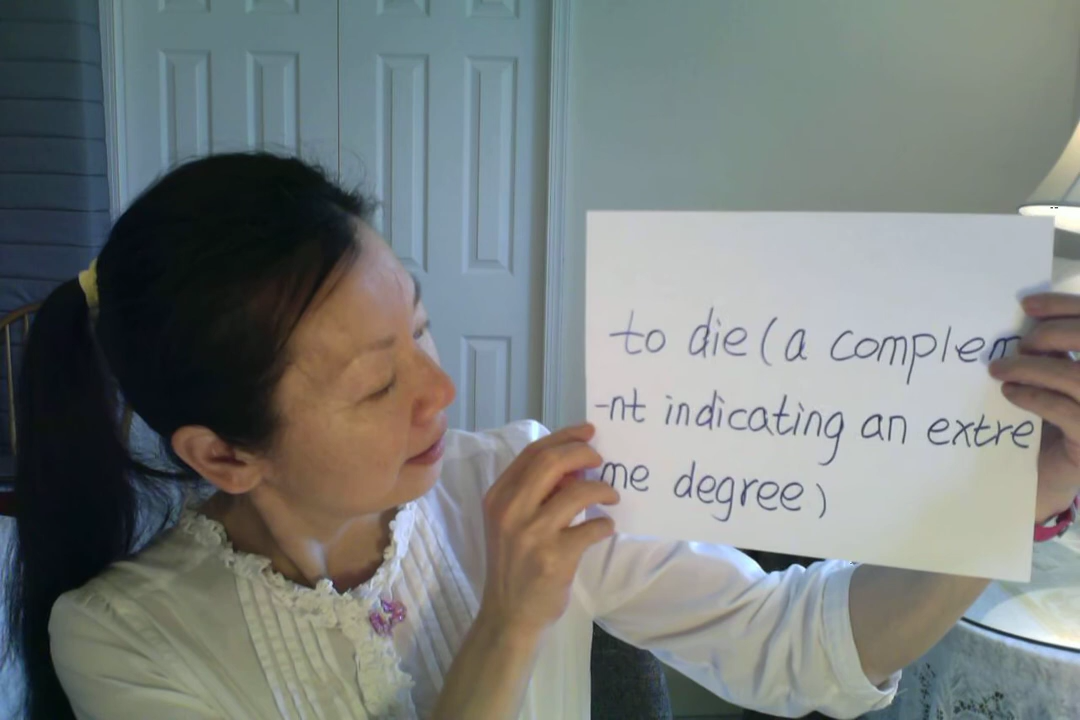 to die (a complem
-nt indicating an extre
me degree)